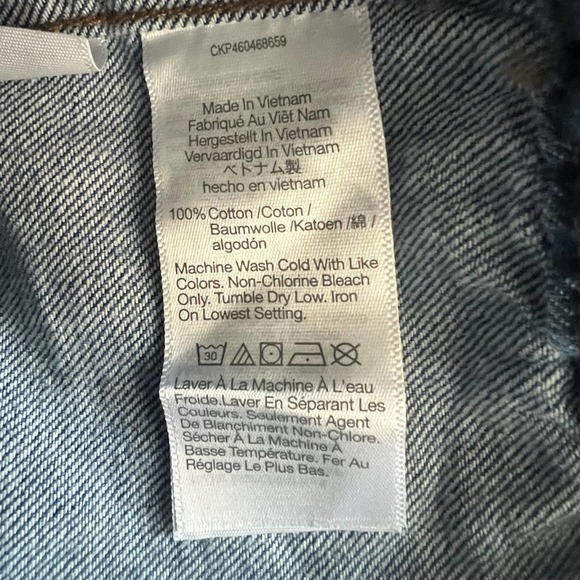 CKP460468659
Made In Vietnam
Fabriqué Au Viêt Nam
Hergestellt In Vietnam
Vervaardigd In Vietnam
ベトナム製
hecho en vietnam
100% Cotton /Coton /
Baumwolle /Katoen /綿 /
algodón
Machine Wash Cold With Like
Colors. Non-Chlorine Bleach
Only. Tumble Dry Low. Iron
On Lowest Setting.
30
Laver À La Machine À L'eau
Froide.Laver En Séparant Les
Couleurs. Seulement Agent
De Blanchiment Non-Chlore.
Sécher À La Machine À
Basse Température. Fer Au
Réglage Le Plus Bas.